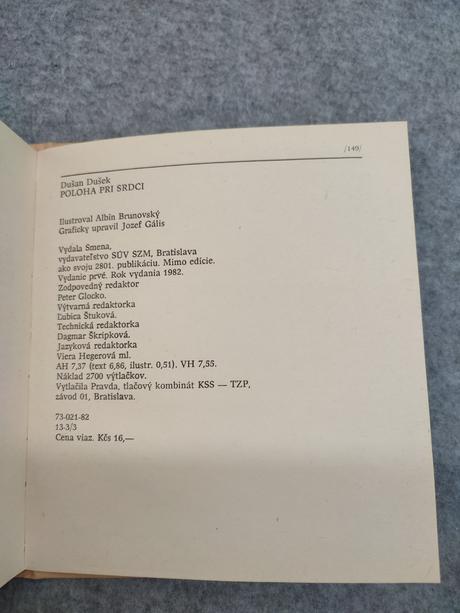 /149/
Dušan Dušek
POLOHA PRI SRDCI
Ilustroval Albín Brunovský
Graficky upravil Jozef Gális
Vydala Smena,
vydavateľstvo SÚV SZM, Bratislava
ako svoju 2801. publikáciu. Mimo edície.
Vydanie prvé. Rok vydania 1982.
Zodpovedný redaktor
Peter Glocko.
Výtvarná redaktorka
Ľubica Štuková.
Technická redaktorka
Dagmar Škripková.
Jazyková redaktorka
Viera Hegerová ml.
AH 7,37 (text 6,86, ilustr. 0,51). VH 7,55.
Náklad 2700 výtlačkov.
Vytlačila Pravda, tlačový kombinát KSS — TZP,
závod 01, Bratislava.
73-021-82
13-3/3
Cena viaz. Kčs 16,—